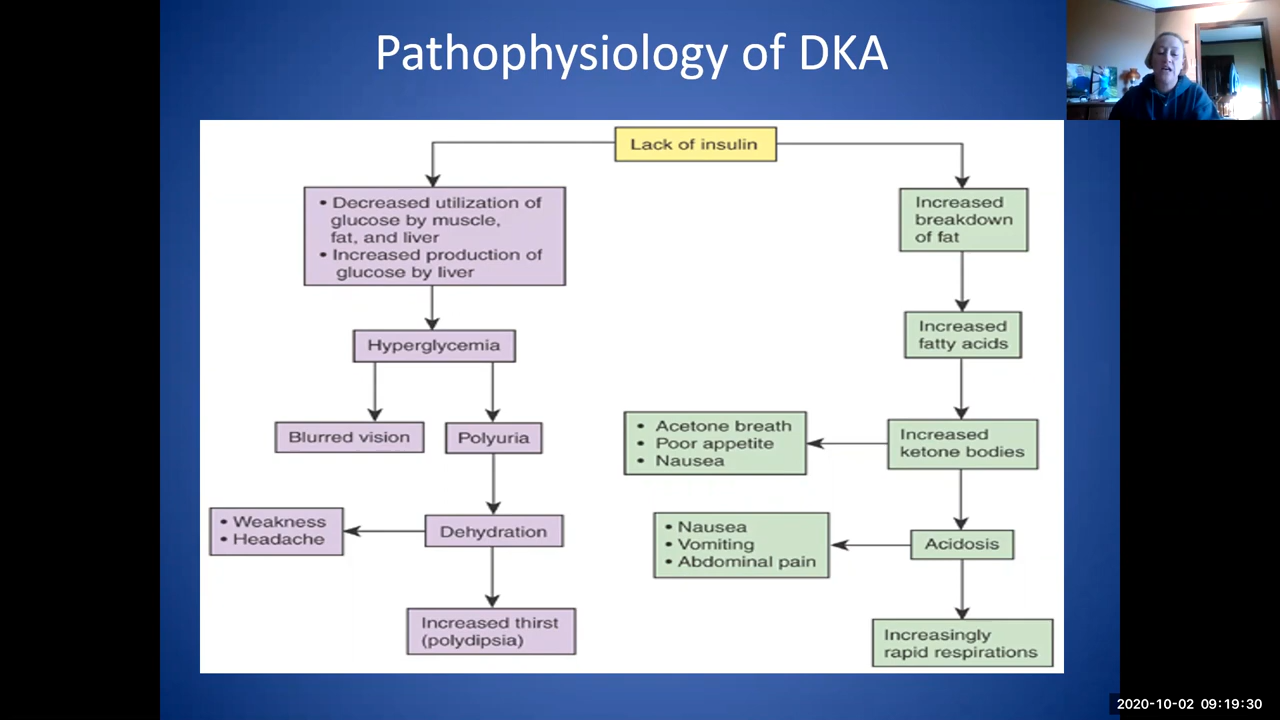 Pathophysiology of DKA
Lack of insulin
• Decreased utilization of
glucose by muscle,
fat, and liver
• Increased production of
glucose by liver
Hyperglycemia
Blurred vision
Polyuria
• Weakness
• Headache
Dehydration
Increased thirst
(polydipsia)
Increased
breakdown
of fat
Increased
fatty acids
• Acetone breath
• Poor appetite
• Nausea
Increased
ketone bodies
• Nausea
• Vomiting
• Abdominal pain
Acidosis
Increasingly
rapid respirations
2020-10-02 09:19:30